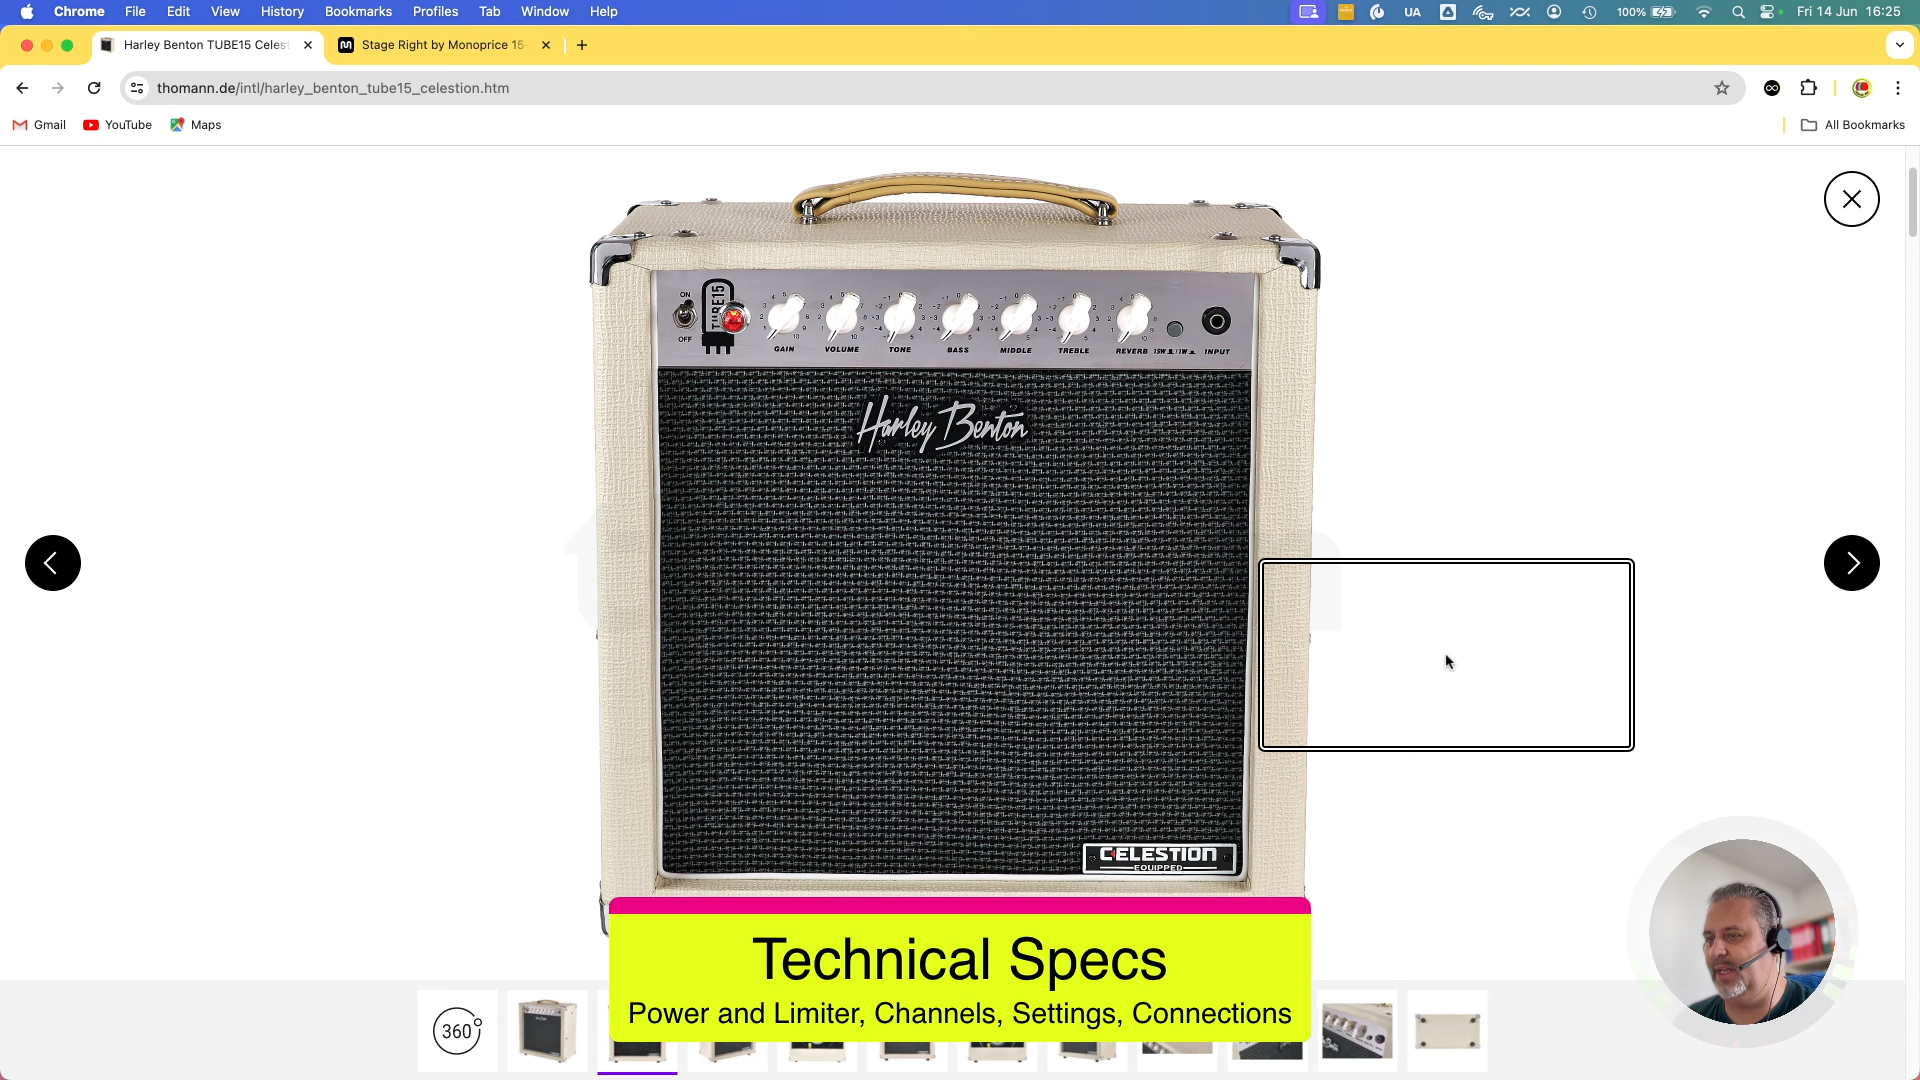 Chrome File Edit View History Bookmarks Profiles Tab Window Help UA 100% Fri 14 Jun 16:25
Harley Benton TUBE15 Celest
Stage Right by Monoprice 15
thomann.de/intl/harley_benton_tube15_celestion.htm
Gmail YouTube Maps All Bookmarks
ON
OFF
TUBE15
GAIN VOLUME TONE BASS MIDDLE TREBLE REVERB 15W /1W INPUT
Harley Benton
CELESTION
EQUIPPED
Technical Specs
Power and Limiter, Channels, Settings, Connections
360°